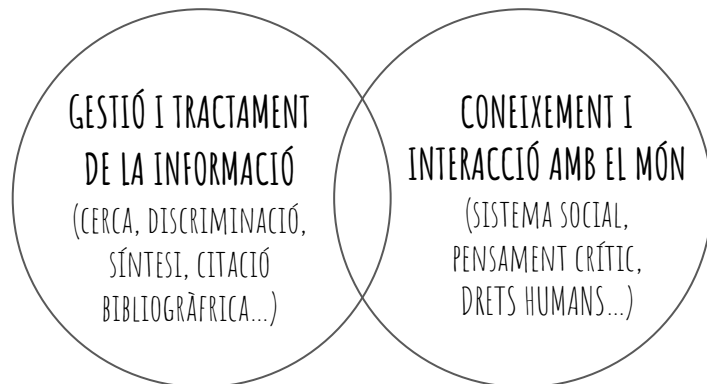 GESTIÓ I TRACTAMENT
DE LA INFORMACIÓ
(CERCA, DISCRIMINACIÓ,
SÍNTESI, CITACIÓ
BIBLIOGRÀFRICA...)
CONEIXEMENT I
INTERACCIÓ AMB EL MÓN
(SISTEMA SOCIAL,
PENSAMENT CRÍTIC,
DRETS HUMANS...)